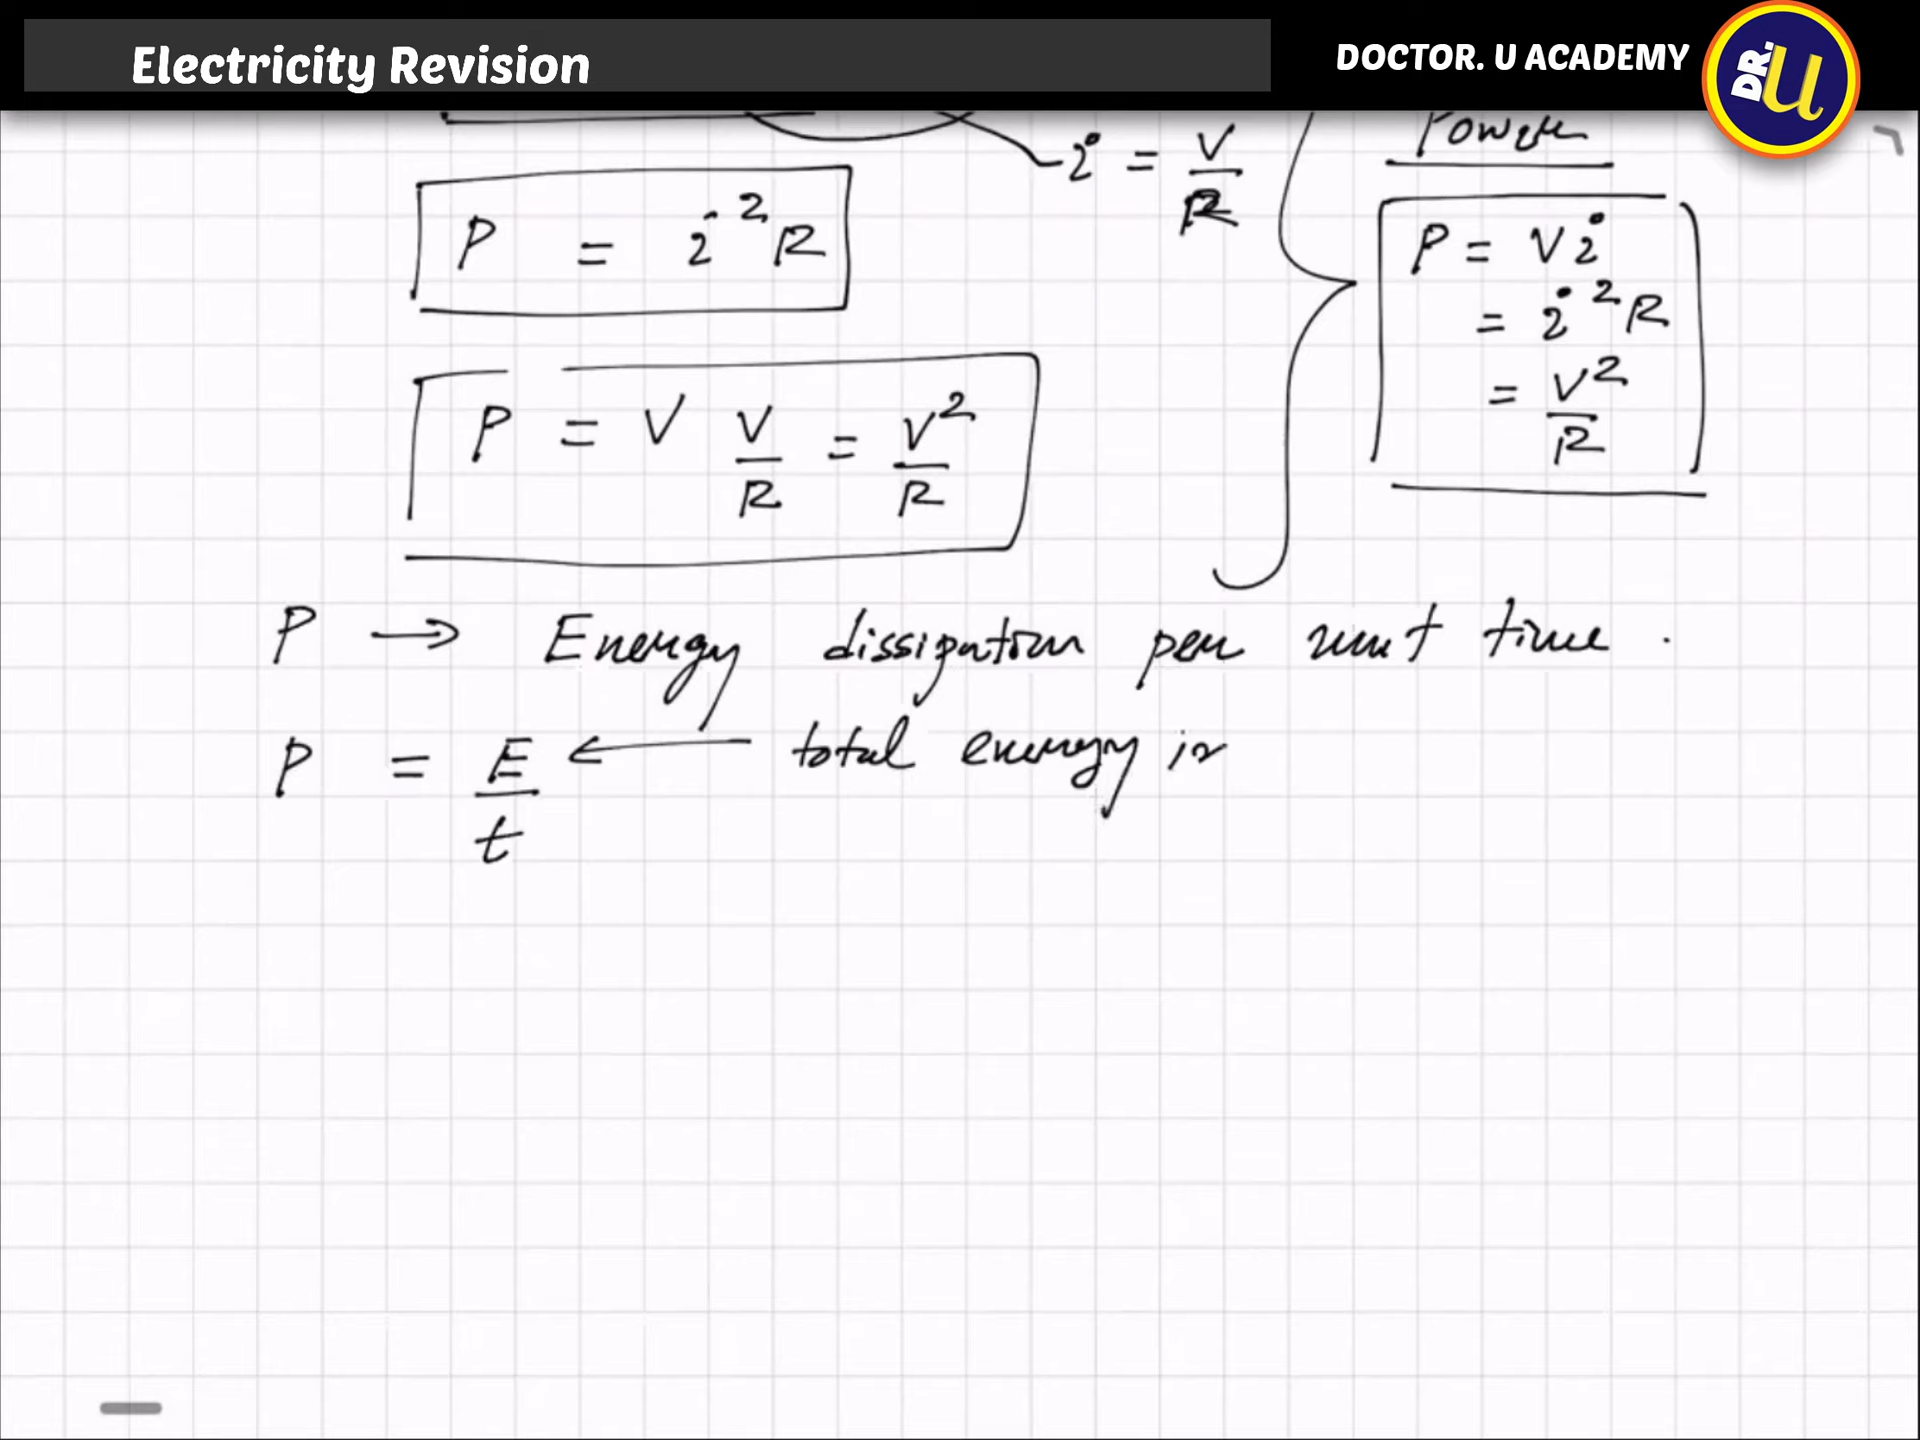 Electricity Revision
DOCTOR. U ACADEMY
DR. U
i = V/R
Power
P = i²R
P = Vi
= i²R
= V²/R
P = V V/R = V²/R
P → Energy dissipation per unit time.
P = E/t ← total energy in